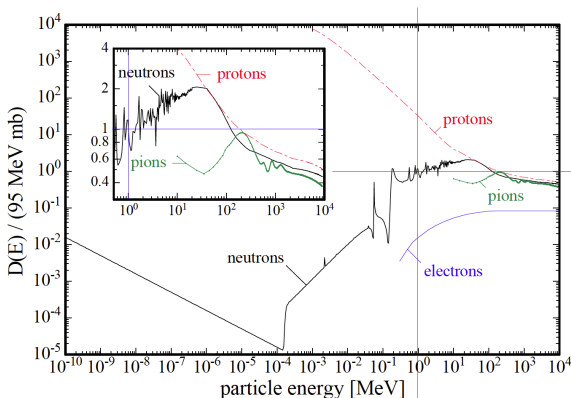 D(E) / (95 MeV mb)
10^4
10^3
10^2
10^1
10^0
10^-1
10^-2
10^-3
10^-4
10^-5
4
2
1
0.8
0.6
0.4
neutrons
protons
pions
10^0 10^1 10^2 10^3 10^4
protons
pions
neutrons
electrons
10^-10 10^-9 10^-8 10^-7 10^-6 10^-5 10^-4 10^-3 10^-2 10^-1 10^0 10^1 10^2 10^3 10^4
particle energy [MeV]